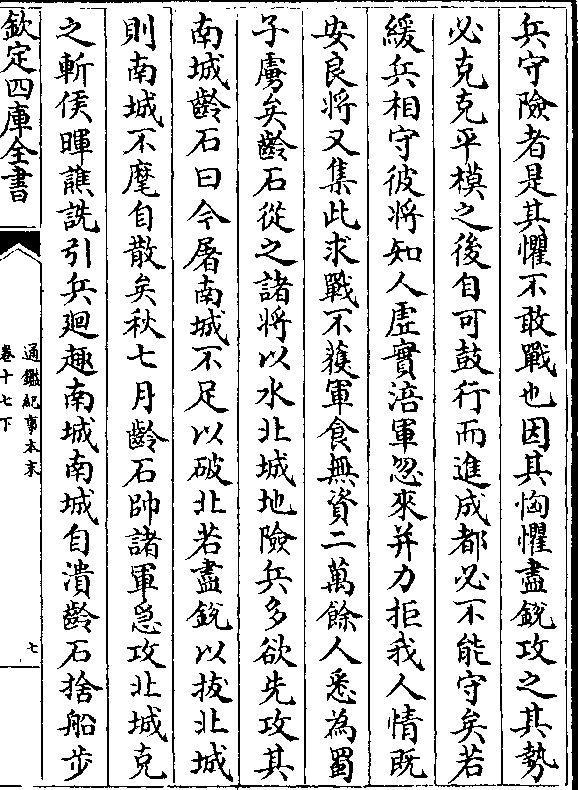 兵守險者是其懼不敢戰也因其恟懼盡銳攻之其勢
必克克平模之後自可鼓行而進成都必不能守矣若
緩兵相守彼將知人虛實涪軍忽來并力拒我人情既
安良將又集此求戰不獲軍食無資二萬餘人悉為蜀
子虜矣齡石從之諸將以水北城地險兵多欲先攻其
南城齡石曰今屠南城不足以破北若盡銳以拔北城
則南城不麾自散矣秋七月齡石帥諸軍急攻北城克
之斬侯暉譙詵引兵廻趣南城南城自潰齡石捨船步
欽定四庫全書
通鑑紀事本末
卷十七下
七